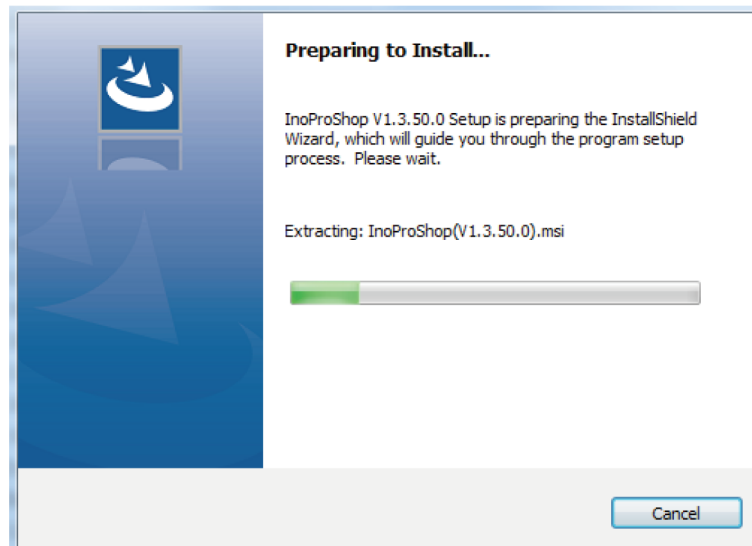 Preparing to Install...
InoProShop V1.3.50.0 Setup is preparing the InstallShield
Wizard, which will guide you through the program setup
process.  Please wait.
Extracting: InoProShop(V1.3.50.0).msi
Cancel